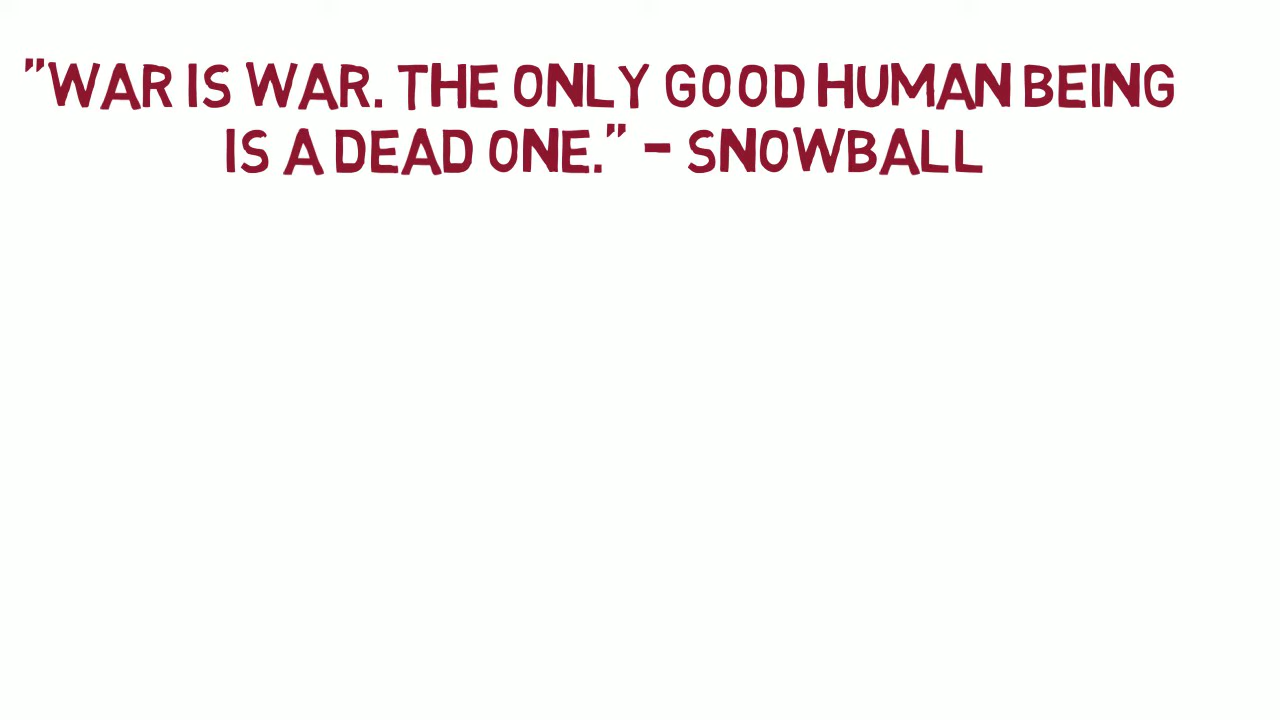 "WAR IS WAR. THE ONLY GOOD HUMAN BEING
IS A DEAD ONE." - SNOWBALL